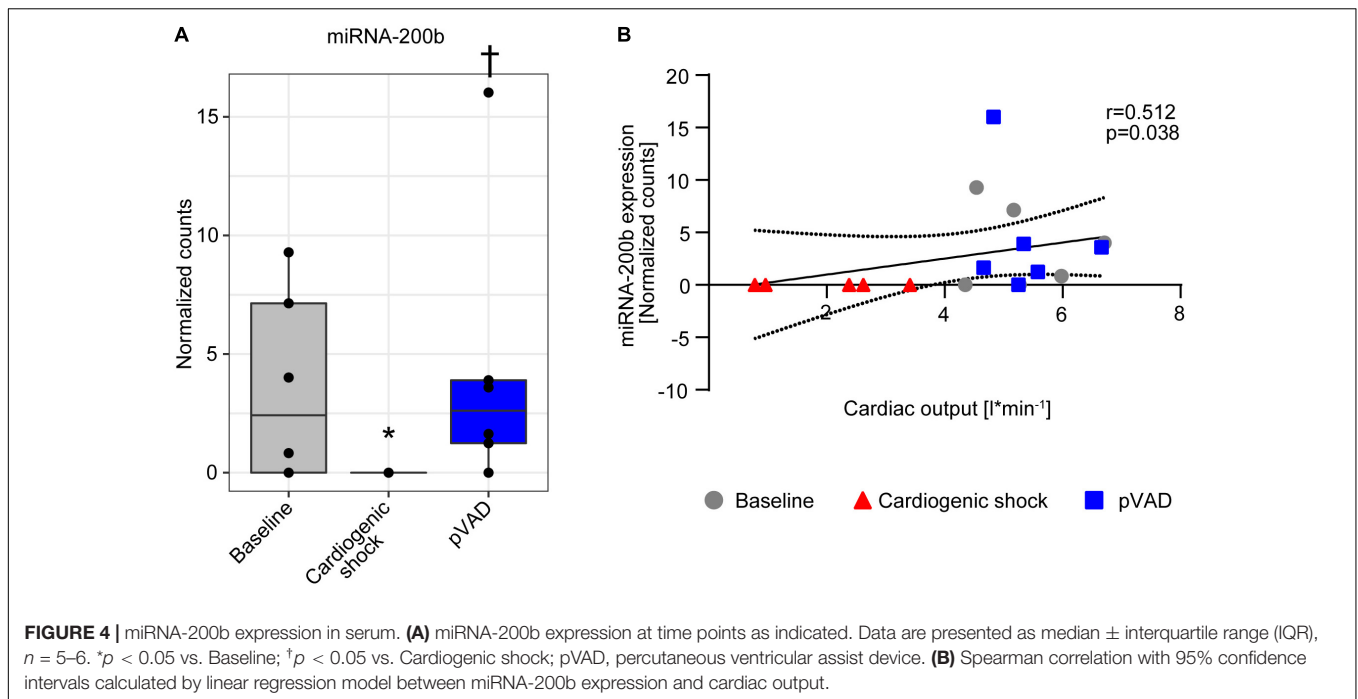 A
miRNA-200b
†
Normalized counts
15
10
5
0
*
Baseline
Cardiogenic
shock
pVAD
B
miRNA-200b expression
[Normalized counts]
20
15
10
5
0
-5
-10
2
4
6
8
r=0.512
p=0.038
Cardiac output [l*min⁻¹]
Baseline
Cardiogenic shock
pVAD
FIGURE 4 | miRNA-200b expression in serum. (A) miRNA-200b expression at time points as indicated. Data are presented as median ± interquartile range (IQR),
n = 5–6. *p < 0.05 vs. Baseline; †p < 0.05 vs. Cardiogenic shock; pVAD, percutaneous ventricular assist device. (B) Spearman correlation with 95% confidence
intervals calculated by linear regression model between miRNA-200b expression and cardiac output.